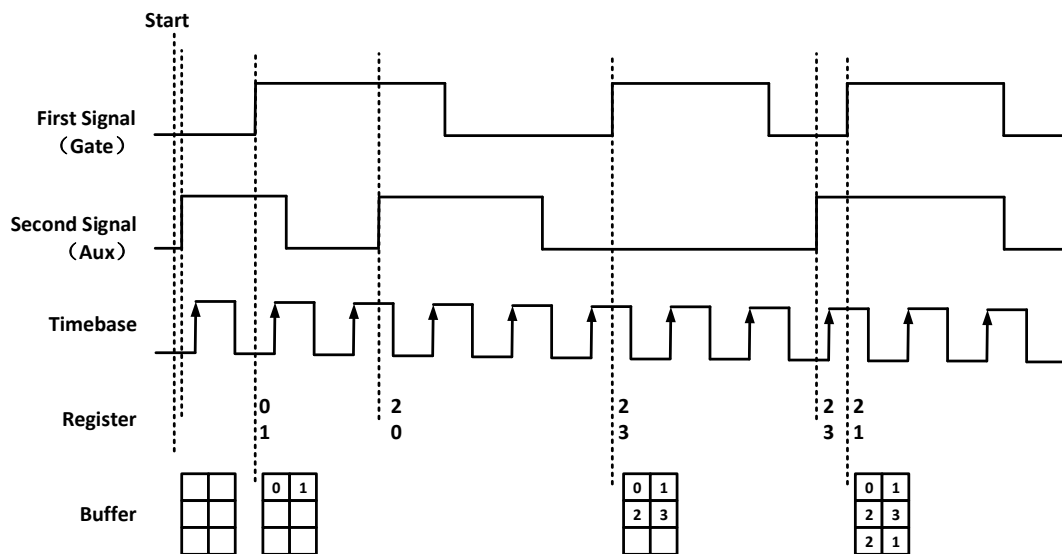 Start
First Signal
（Gate）
Second Signal
（Aux）
Timebase
Register
0 2 2 2 2
1 0 3 3 1
Buffer
0 1 0 1 0 1
2 3 2 3
2 1